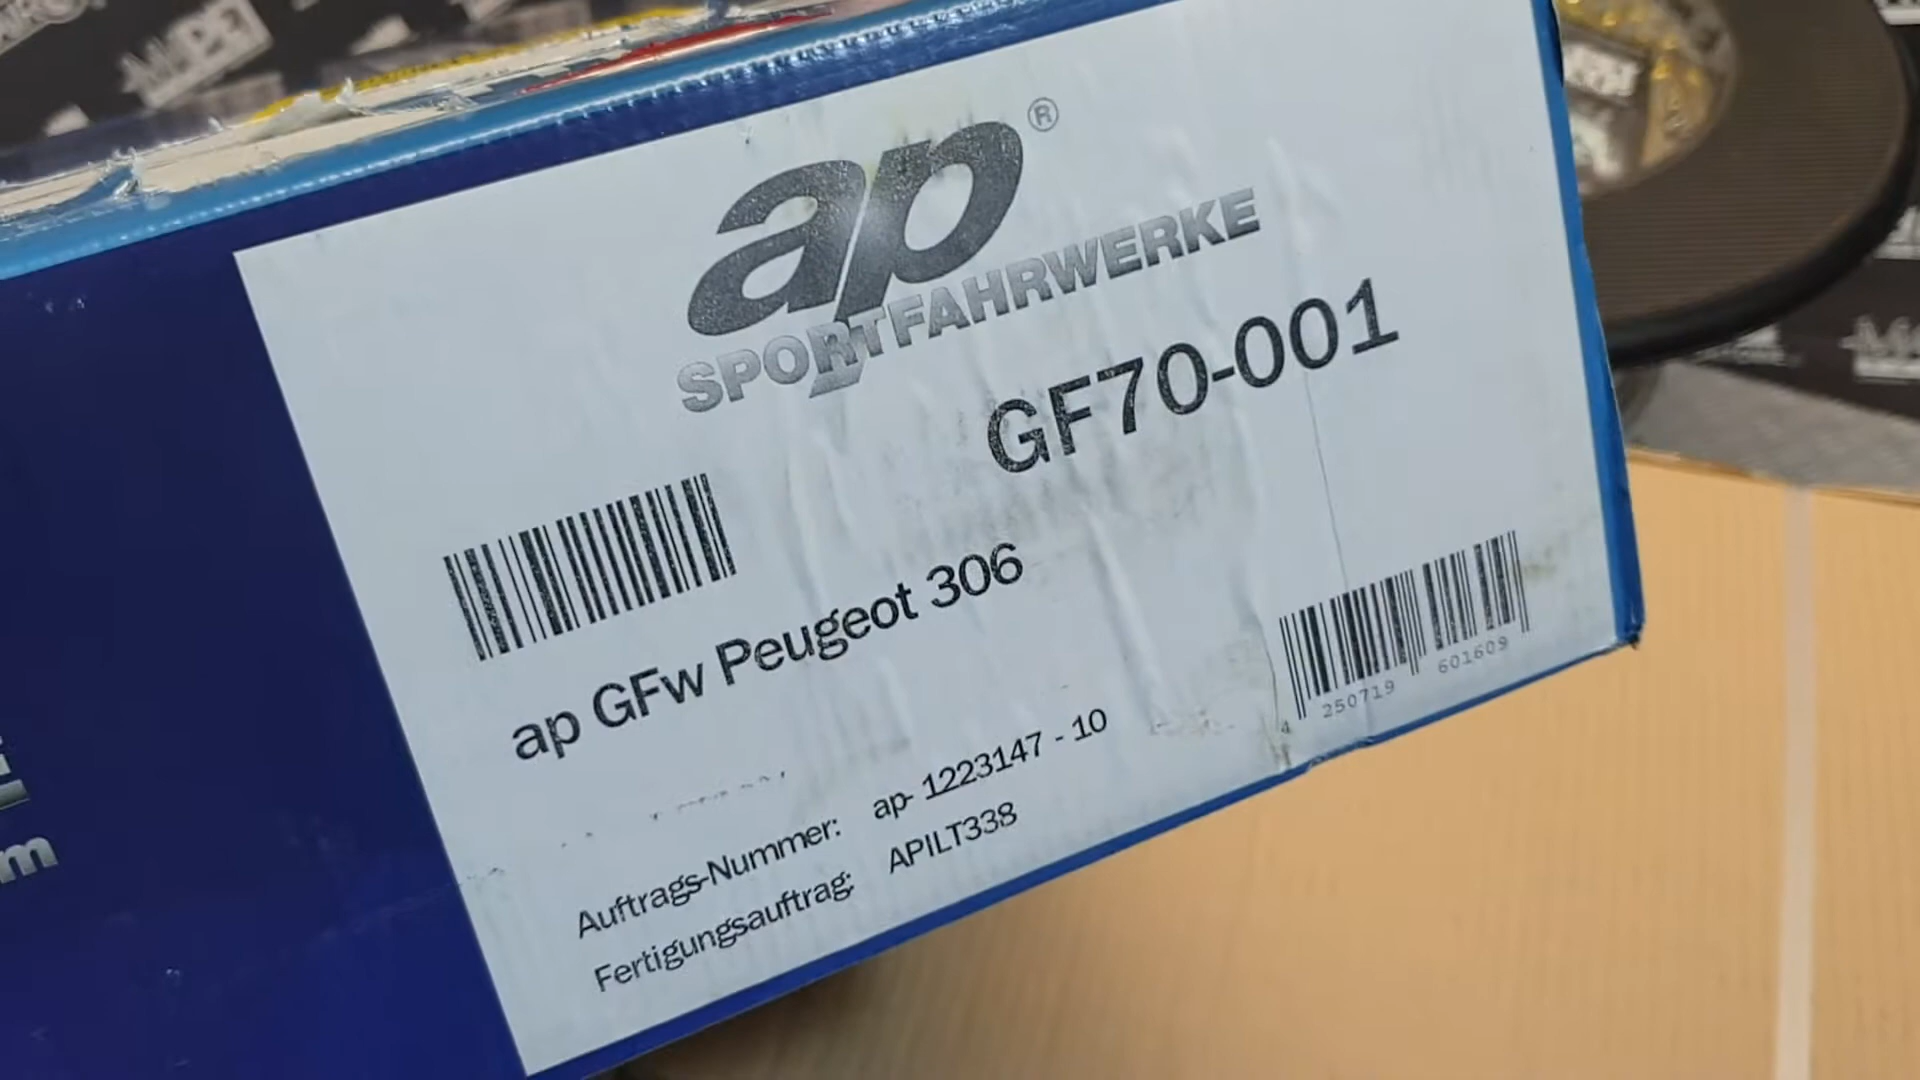 ap®
SPORTFAHRWERKE
GF70-001
ap GFw Peugeot 306
4 250719 601609
Auftrags-Nummer: ap- 1223147 - 10
Fertigungsauftrag: APILT338
m